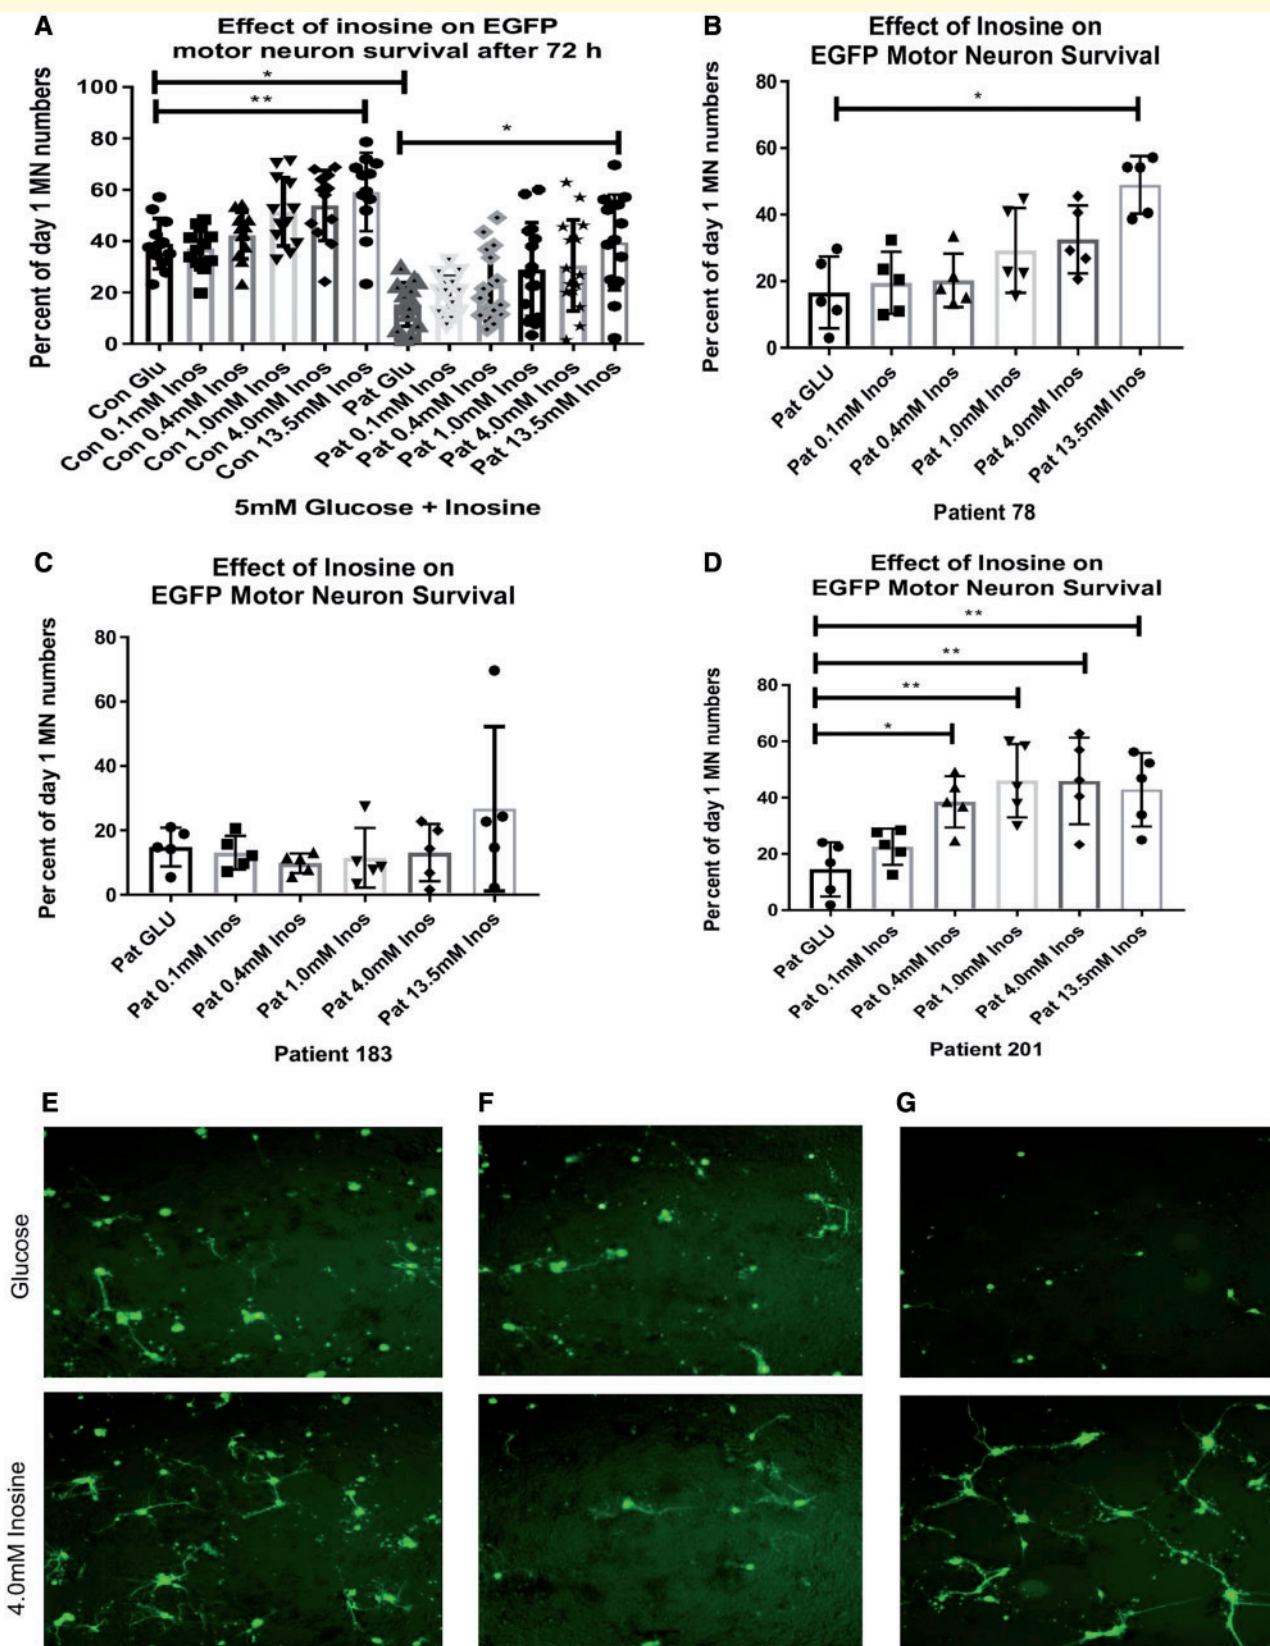 A
Effect of inosine on EGFP
motor neuron survival after 72 h
Per cent of day 1 MN numbers
100
80
60
40
20
0
*
**
*
Con Glu
Con 0.1mM Inos
Con 0.4mM Inos
Con 1.0mM Inos
Con 4.0mM Inos
Con 13.5mM Inos
Pat Glu
Pat 0.1mM Inos
Pat 0.4mM Inos
Pat 1.0mM Inos
Pat 4.0mM Inos
Pat 13.5mM Inos
5mM Glucose + Inosine
B
Effect of Inosine on
EGFP Motor Neuron Survival
Per cent of day 1 MN numbers
80
60
40
20
0
*
Pat GLU
Pat 0.1mM Inos
Pat 0.4mM Inos
Pat 1.0mM Inos
Pat 4.0mM Inos
Pat 13.5mM Inos
Patient 78
C
Effect of Inosine on
EGFP Motor Neuron Survival
Per cent of day 1 MN numbers
80
60
40
20
0
Pat GLU
Pat 0.1mM Inos
Pat 0.4mM Inos
Pat 1.0mM Inos
Pat 4.0mM Inos
Pat 13.5mM Inos
Patient 183
D
Effect of Inosine on
EGFP Motor Neuron Survival
Per cent of day 1 MN numbers
**
**
**
*
80
60
40
20
0
Pat GLU
Pat 0.1mM Inos
Pat 0.4mM Inos
Pat 1.0mM Inos
Pat 4.0mM Inos
Pat 13.5mM Inos
Patient 201
E
F
G
Glucose
4.0mM Inosine